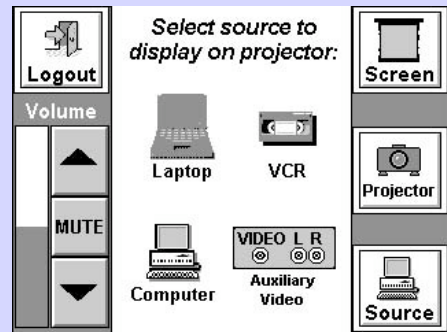 Select source to
display on projector:
Logout
Volume
MUTE
Laptop
VCR
Computer
VIDEO L R
Auxiliary
Video
Screen
Projector
Source